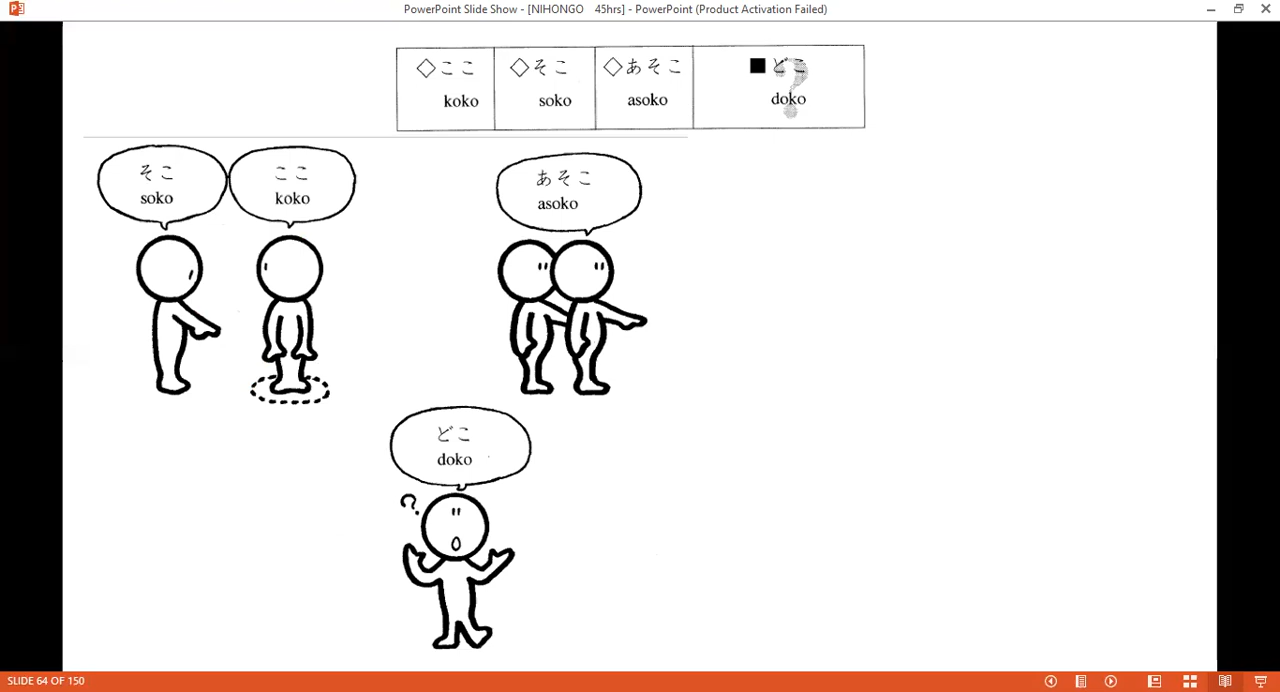 PowerPoint Slide Show - [NIHONGO 45hrs] - PowerPoint (Product Activation Failed)
◇ここ ◇そこ ◇あそこ ■どこ
koko soko asoko doko
?
そこ
soko
ここ
koko
あそこ
asoko
どこ
doko
?
SLIDE 64 OF 150